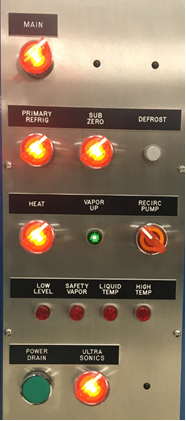 MAIN
PRIMARY REFRIG
SUB ZERO
DEFROST
HEAT
VAPOR UP
RECIRC PUMP
LOW LEVEL
SAFETY VAPOR
LIQUID TEMP
HIGH TEMP
POWER DRAIN
ULTRA SONICS